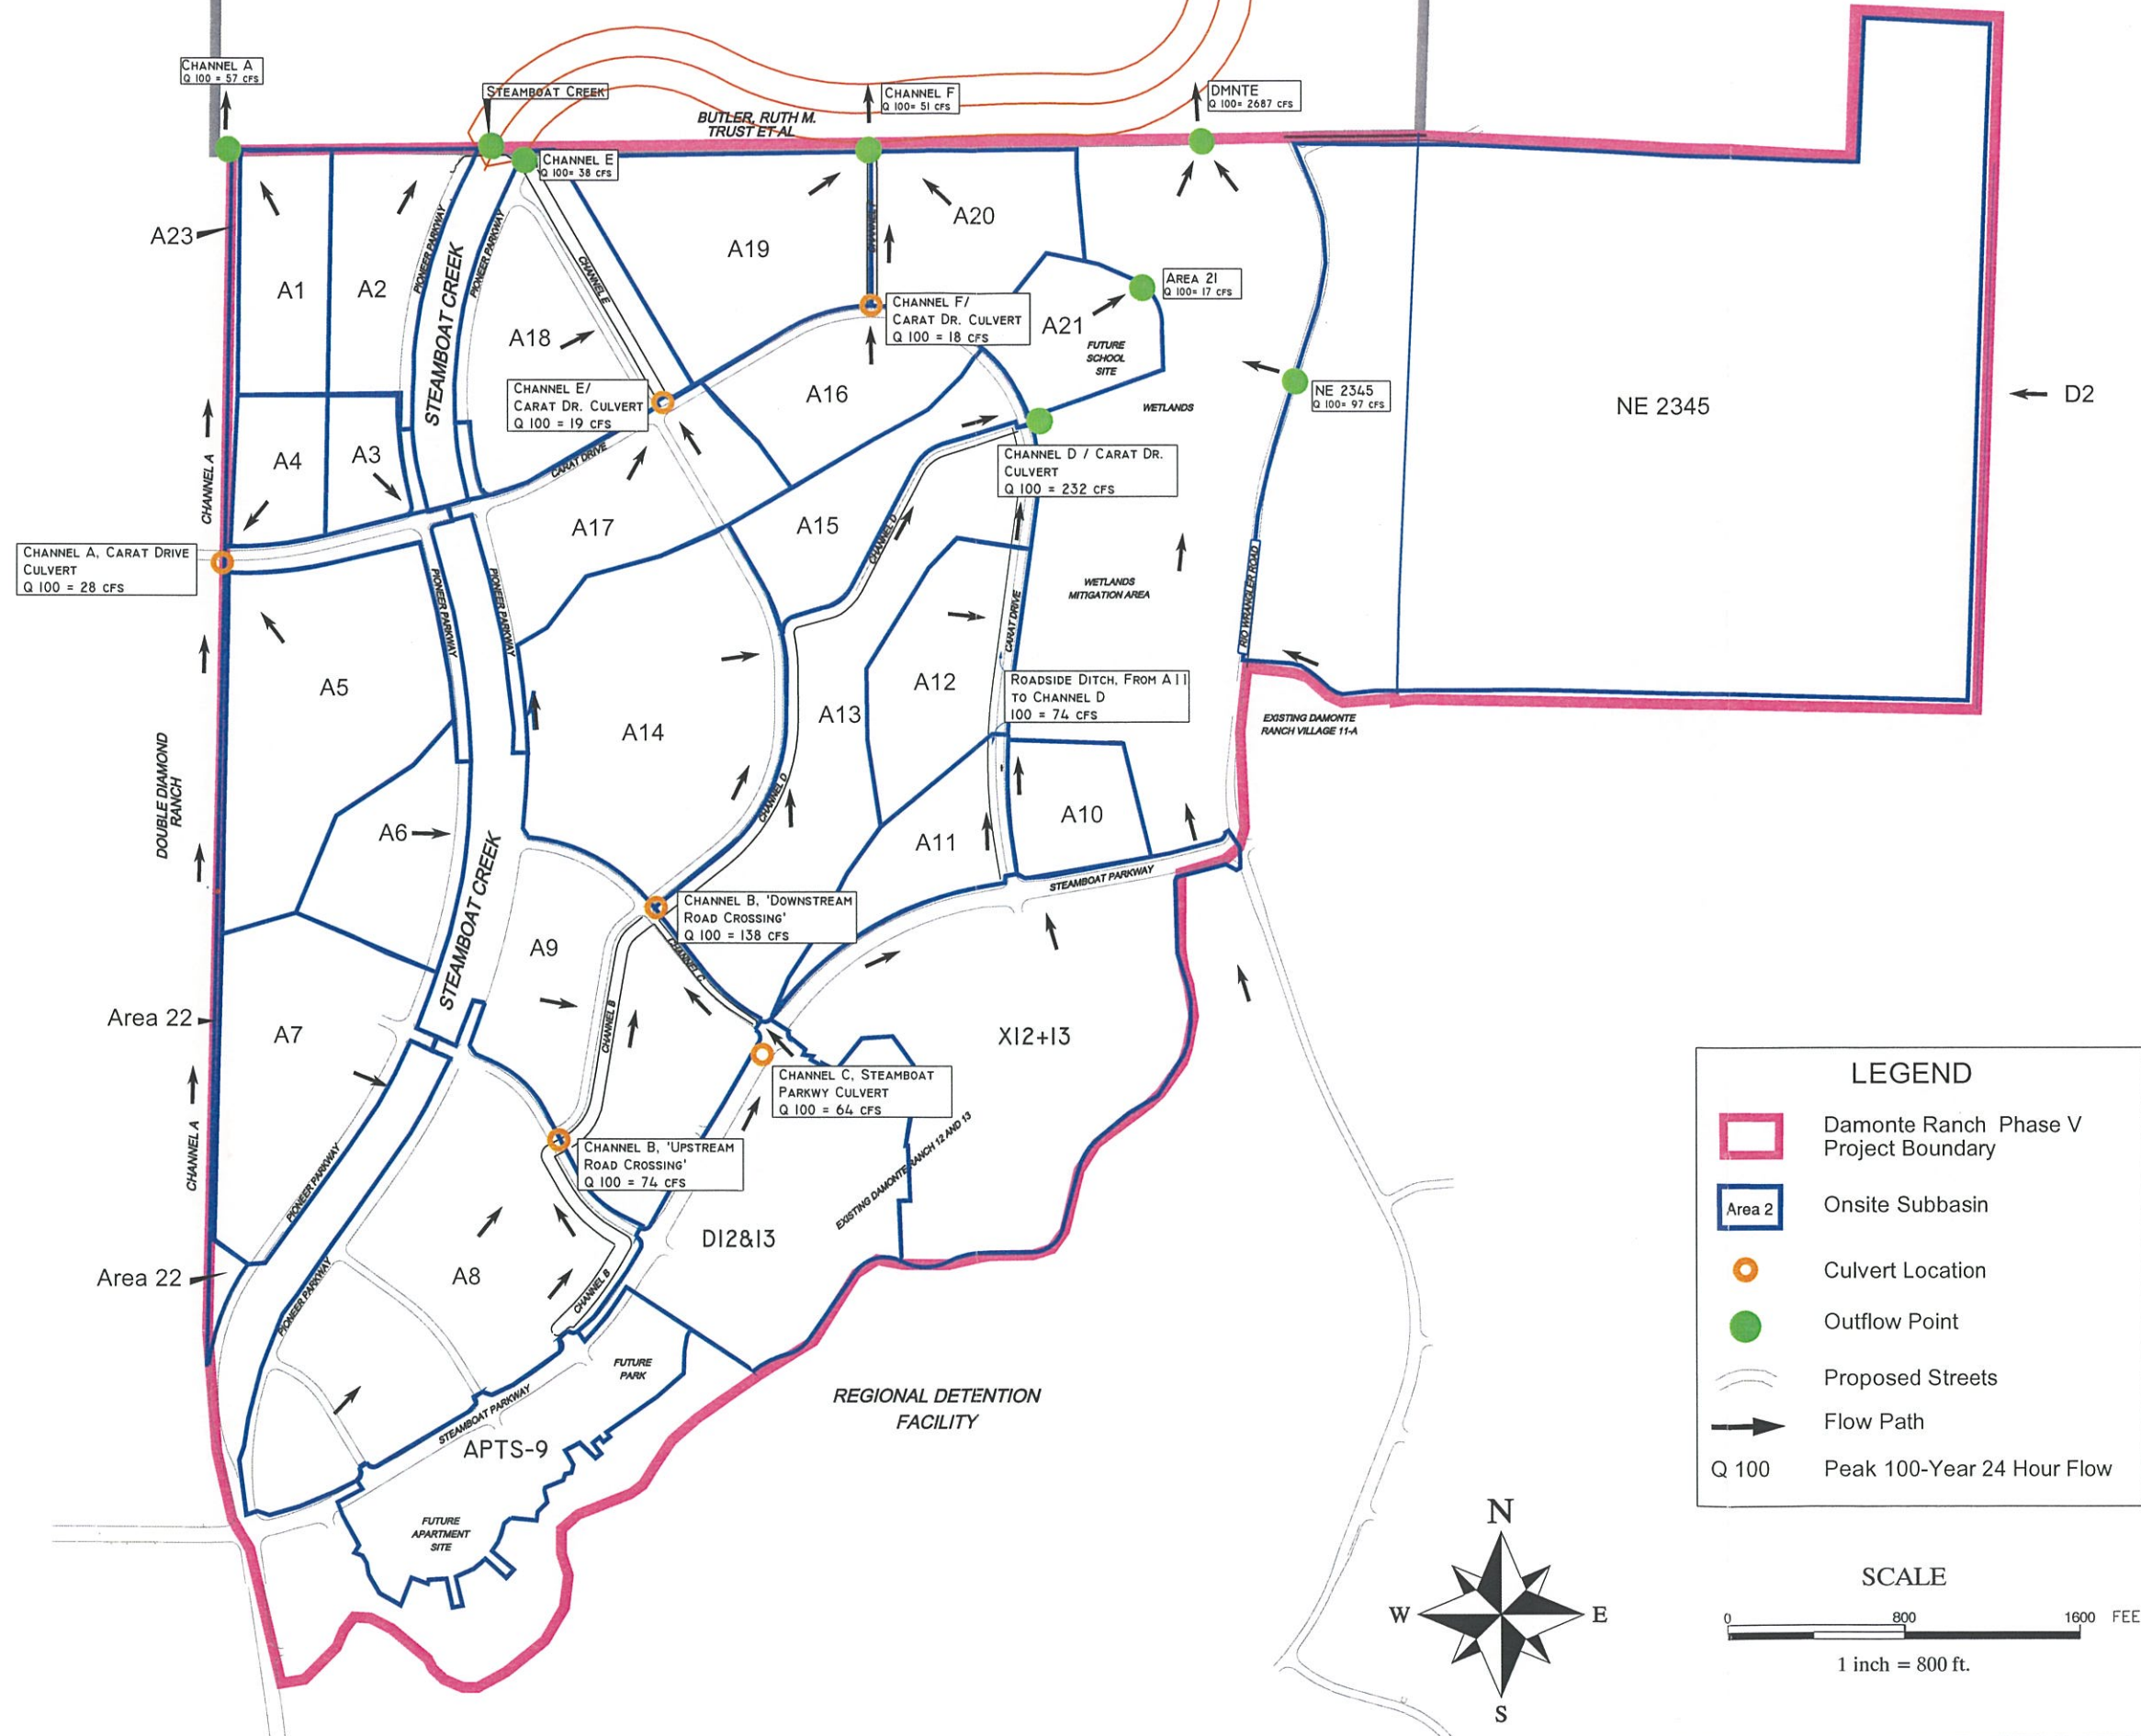 CHANNEL A
Q 100 = 57 CFS
STEAMBOAT CREEK
CHANNEL F
Q 100= 51 CFS
DMNTE
Q 100= 2687 CFS
BUTLER, RUTH M.
TRUST ET AL
CHANNEL E
Q 100= 38 CFS
A23
A1
A2
PIONEER PARKWAY
STEAMBOAT CREEK
PIONEER PARKWAY
A18
CHANNEL E
A19
CHANNEL F
A20
AREA 21
Q 100= 17 CFS
CHANNEL F/
CARAT DR. CULVERT
Q 100 = 18 CFS
A21
FUTURE
SCHOOL
SITE
CHANNEL E/
CARAT DR. CULVERT
Q 100 = 19 CFS
A16
WETLANDS
NE 2345
Q 100= 97 CFS
NE 2345
D2
CHANNEL A
A4
A3
CARAT DRIVE
CHANNEL D / CARAT DR.
CULVERT
Q 100 = 232 CFS
A17
A15
CHANNEL D
CHANNEL A, CARAT DRIVE
CULVERT
Q 100 = 28 CFS
PIONEER PARKWAY
PIONEER PARKWAY
WETLANDS
MITIGATION AREA
CARAT DRIVE
RIO WRANGLER ROAD
A5
A14
A13
A12
ROADSIDE DITCH, FROM A11
TO CHANNEL D
100 = 74 CFS
EXISTING DAMONTE
RANCH VILLAGE 11-A
DOUBLE DIAMOND
RANCH
A6
STEAMBOAT CREEK
CHANNEL D
A11
A10
STEAMBOAT PARKWAY
CHANNEL B, 'DOWNSTREAM
ROAD CROSSING'
Q 100 = 138 CFS
A9
CHANNEL C
Area 22
A7
CHANNEL B
X12+13
CHANNEL C, STEAMBOAT
PARKWY CULVERT
Q 100 = 64 CFS
CHANNEL A
PIONEER PARKWAY
CHANNEL B, 'UPSTREAM
ROAD CROSSING'
Q 100 = 74 CFS
EXISTING DAMONTE RANCH 12 AND 13
D12&13
Area 22
A8
PIONEER PARKWAY
CHANNEL B
FUTURE
PARK
STEAMBOAT PARKWAY
APTS-9
REGIONAL DETENTION
FACILITY
FUTURE
APARTMENT
SITE
LEGEND
Damonte Ranch Phase V
Project Boundary
Area 2
Onsite Subbasin
Culvert Location
Outflow Point
Proposed Streets
Flow Path
Q 100
Peak 100-Year 24 Hour Flow
N
W
E
S
SCALE
0
800
1600 FEE
1 inch = 800 ft.